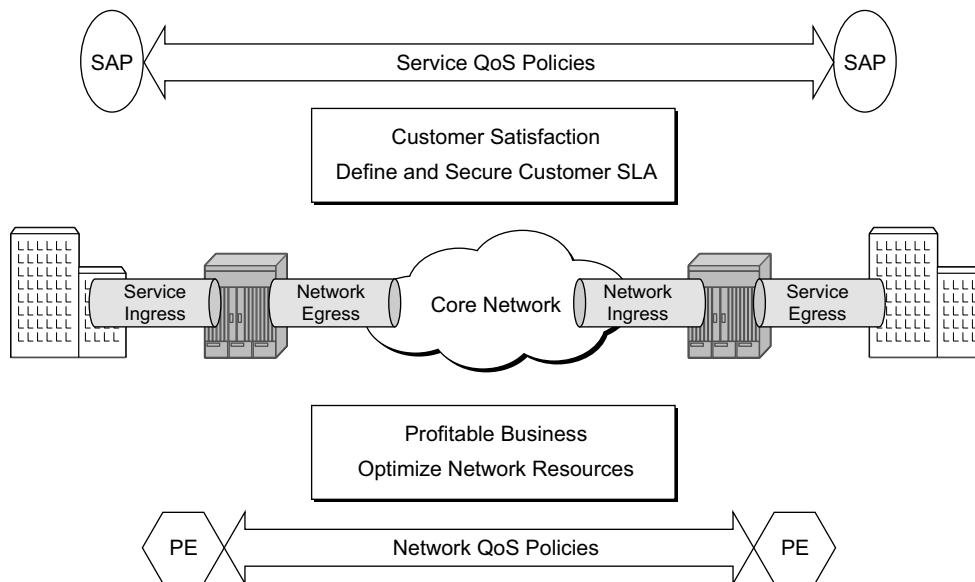 SAP
Service QoS Policies
SAP
Customer Satisfaction
Define and Secure Customer SLA
Service
Ingress
Network
Egress
Core Network
Network
Ingress
Service
Egress
Profitable Business
Optimize Network Resources
PE
Network QoS Policies
PE